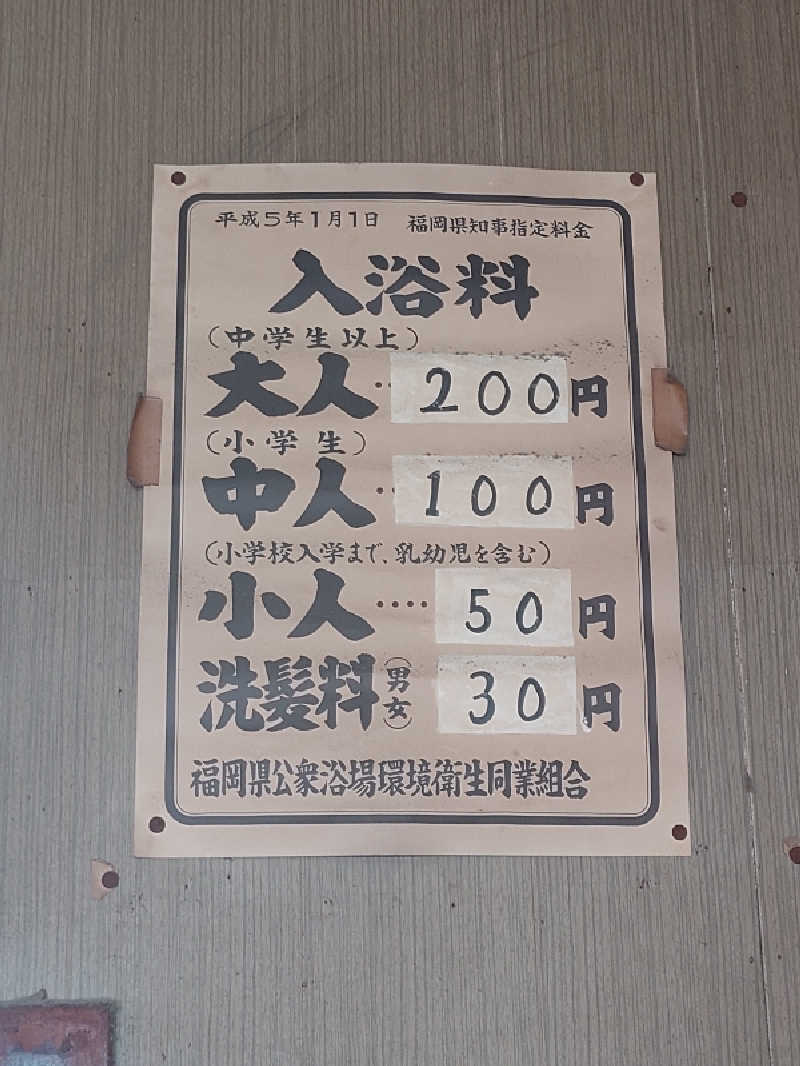 平成5年1月1日 福岡県知事指定料金
入浴料
(中学生以上)
大人‥200円
(小学生)
中人‥100円
(小学校入学まで、乳幼児を含む)
小人‥‥50円
洗髪料(男女)30円
福岡県公衆浴場環境衛生同業組合